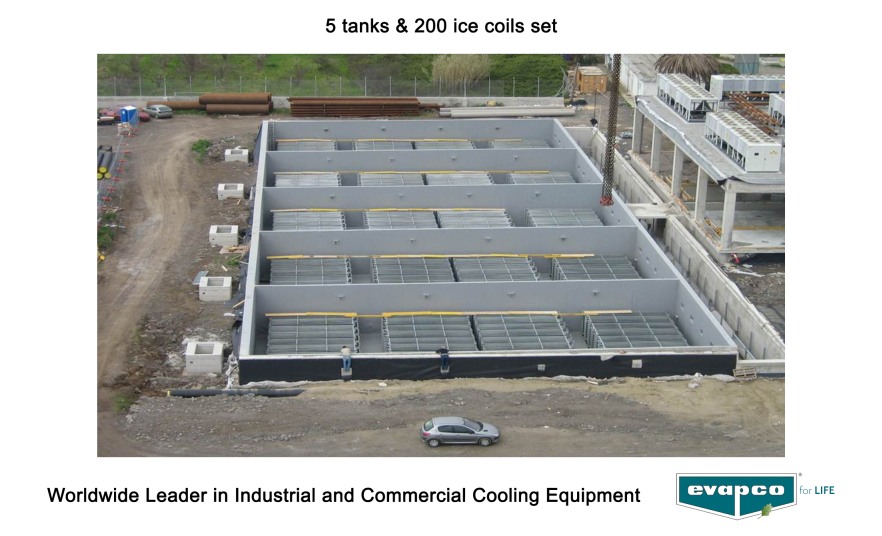 5 tanks & 200 ice coils set
Worldwide Leader in Industrial and Commercial Cooling Equipment
evapco®
for LIFE